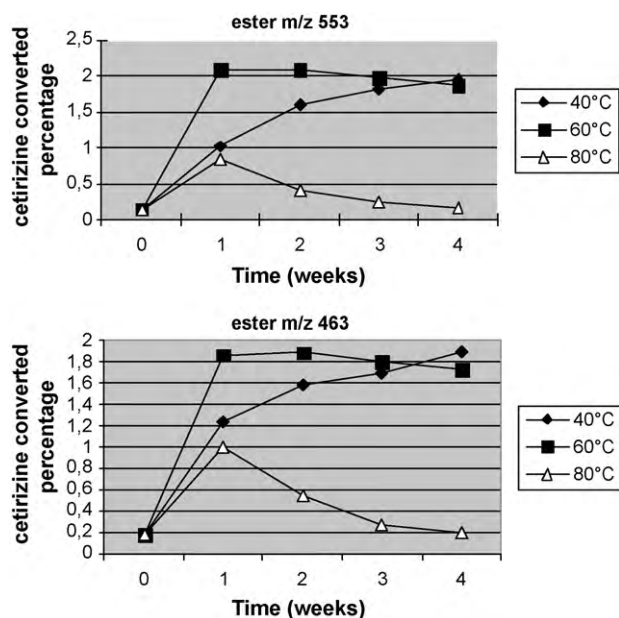 ester m/z 553
2,5
2
1,5
1
0,5
0
cetirizine converted
percentage
0 1 2 3 4
Time (weeks)
40°C
60°C
80°C
ester m/z 463
2
1,8
1,6
1,4
1,2
1
0,8
0,6
0,4
0,2
0
cetirizine converted
percentage
0 1 2 3 4
Time (weeks)
40°C
60°C
80°C